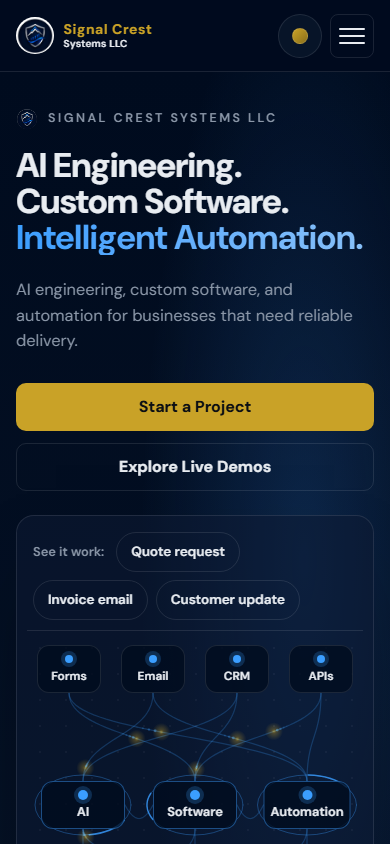 Signal Crest
Systems LLC
SIGNAL CREST SYSTEMS LLC
AI Engineering.
Custom Software.
Intelligent Automation.
AI engineering, custom software, and
automation for businesses that need reliable
delivery.
Start a Project
Explore Live Demos
See it work: Quote request
Invoice email Customer update
Forms Email CRM APIs
AI Software Automation